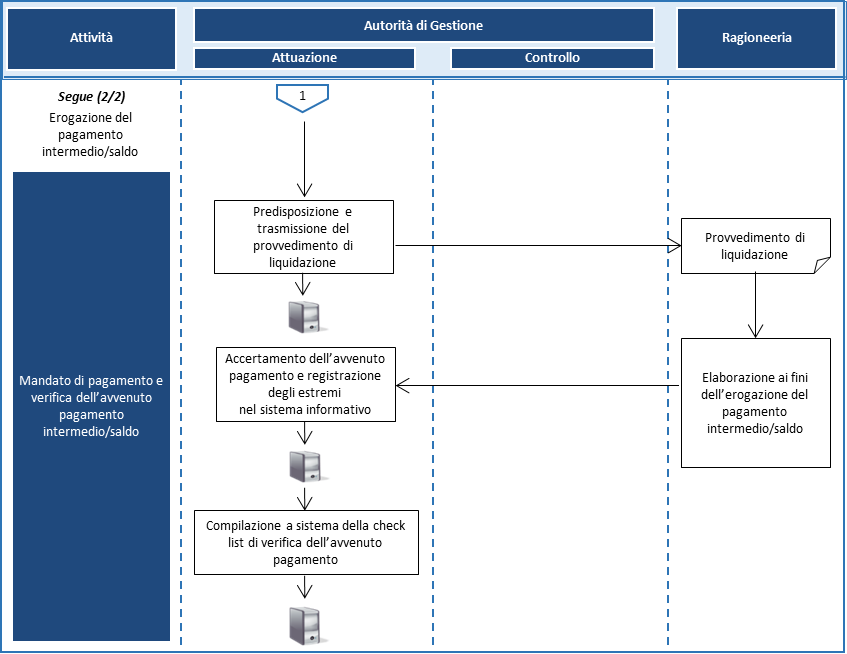 Attività
Autorità di Gestione
Ragioneeria
Attuazione
Controllo
Segue (2/2)
Erogazione del
pagamento
intermedio/saldo
1
Predisposizione e
trasmissione del
provvedimento di
liquidazione
Provvedimento di
liquidazione
Mandato di pagamento e
verifica dell'avvenuto
pagamento
intermedio/saldo
Accertamento dell'avvenuto
pagamento e registrazione
degli estremi
nel sistema informativo
Elaborazione ai fini
dell'erogazione del
pagamento
intermedio/saldo
Compilazione a sistema della check
list di verifica dell'avvenuto
pagamento